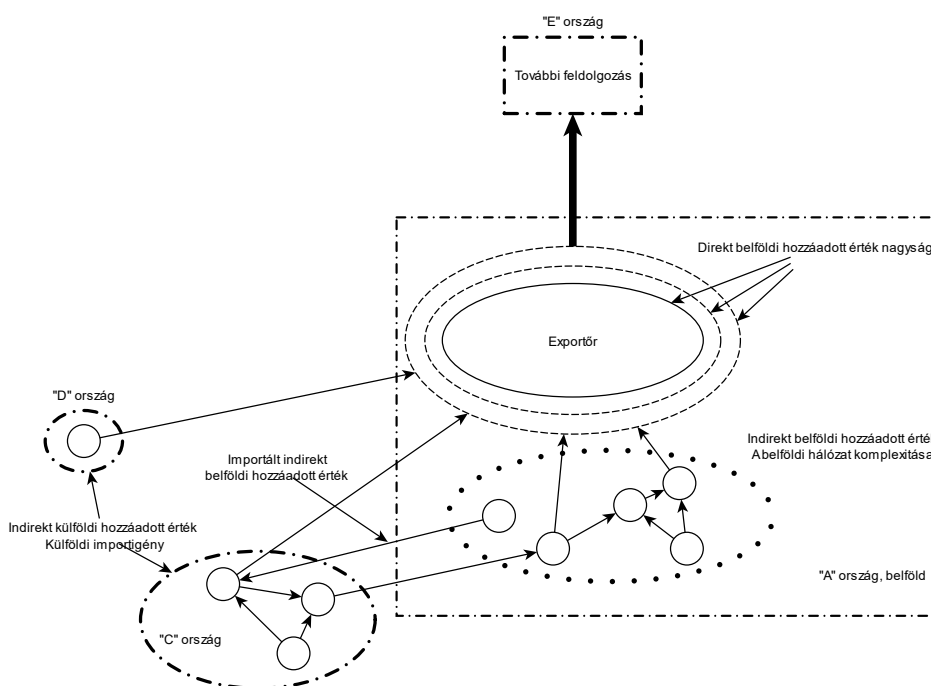 "E" ország
További feldolgozás
Direkt belföldi hozzáadott érték nagyság
Exportőr
"D" ország
Indirekt belföldi hozzáadott érté
Abelföldi hálózat komplexitása
Importált indirekt
belföldi hozzáadott érték
Indirekt külföldi hozzáadott érték
Külföldi importigény
"A" ország, belföld
"C" ország